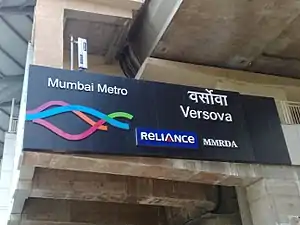 Mumbai Metro
वर्सोवा
Versova
RELIANCE MMRDA